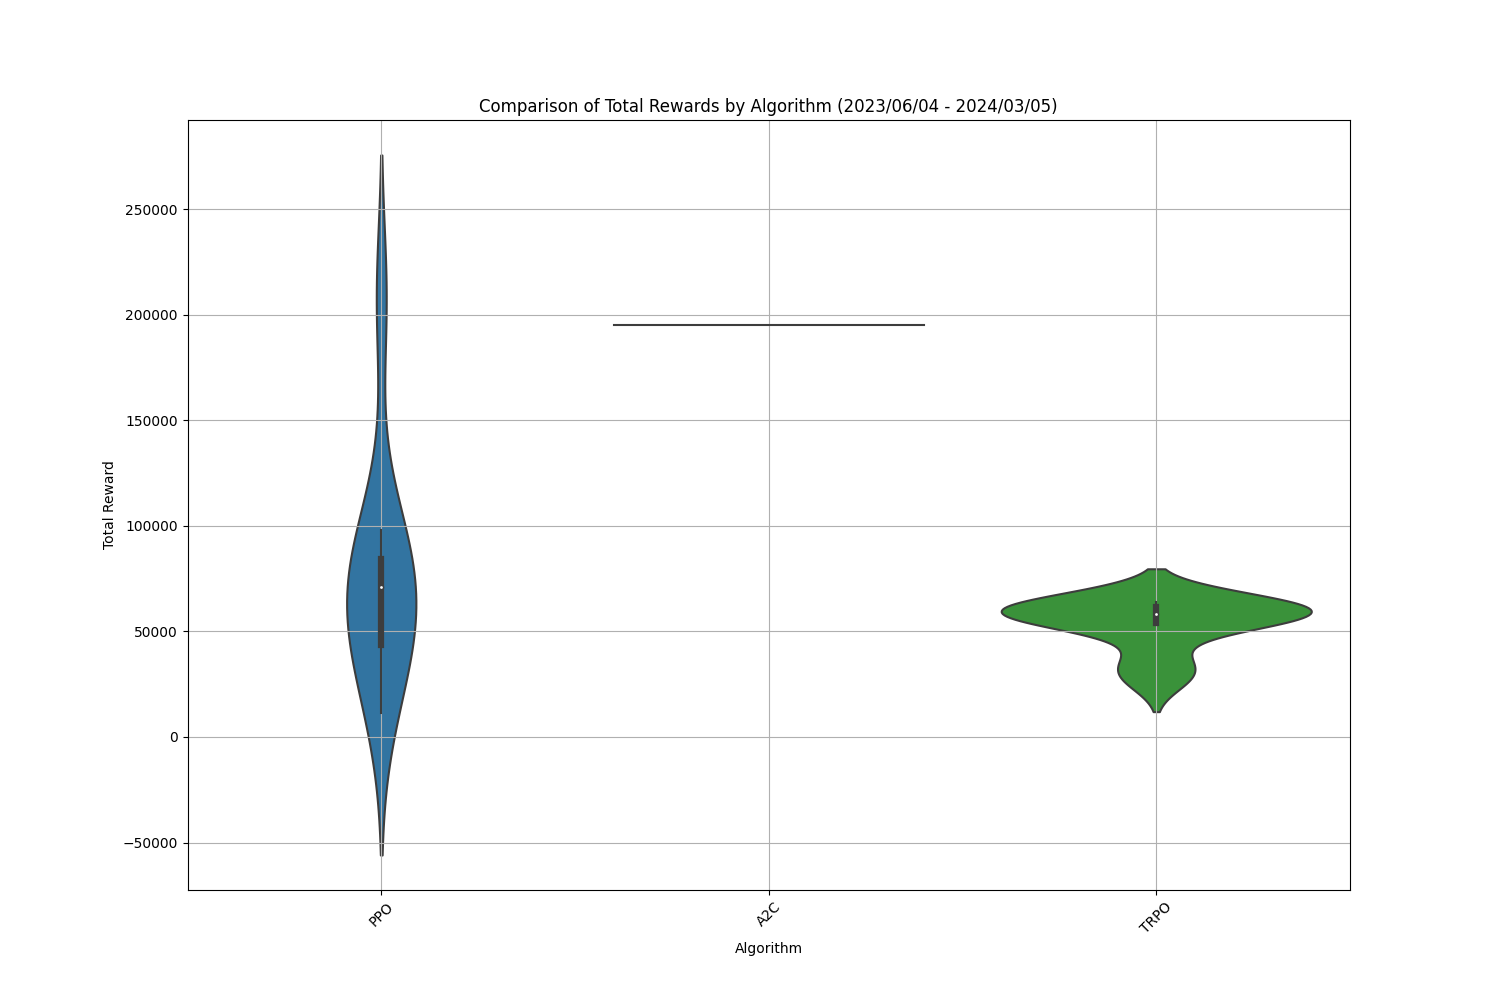 Comparison of Total Rewards by Algorithm (2023/06/04 - 2024/03/05)
Total Reward
250000
200000
150000
100000
50000
0
−50000
PPO
A2C
TRPO
Algorithm